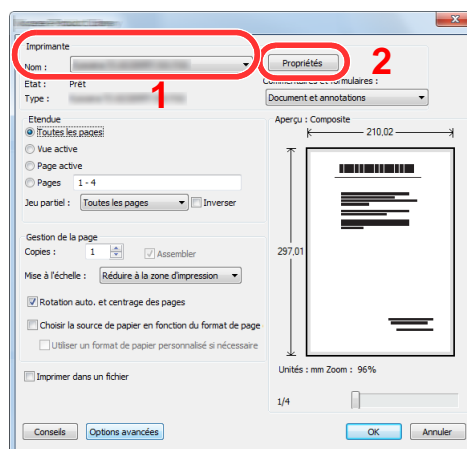 Imprimante
Propriétés
2
Nom :
Commentaires et formulaires :
Etat : Prêt
1
Type :
Document et annotations
Etendue
Toutes les pages
Vue active
Page active
Pages 1 - 4
Jeu partiel : Toutes les pages Inverser
Aperçu : Composite
210,02
297,01
Gestion de la page
Copies : 1 Assembler
Mise à l'échelle : Réduire à la zone d'impression
Rotation auto. et centrage des pages
Choisir la source de papier en fonction du format de page
Utiliser un format de papier personnalisé si nécessaire
Imprimer dans un fichier
Unités : mm Zoom : 96%
1/4
Conseils Options avancées OK Annuler